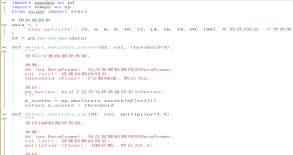 import pandas as pd
import numpy as np
from scipy import stats
# 模拟数据集
data = {
'user_activity': [2, 4, 6, 8, 10, 12, 14, 16, 18, 20, 100] # 假设100是一个异常值
}
df = pd.DataFrame(data)
def detect_outliers_zscore(df, col, threshold=3):
"""
使用Z分数检测异常值。
参数:
df (pd.DataFrame): 包含需要检测列的DataFrame。
col (str): 需要检测的列名。
threshold (float): Z分数阈值，默认为3。
返回:
pd.Series: 标记了是否为异常值的布尔Series。
"""
z_scores = np.abs(stats.zscore(df[col]))
return z_scores > threshold
def detect_outliers_iqr(df, col, multiplier=1.5):
"""
使用IQR检测异常值。
参数:
df (pd.DataFrame): 包含需要检测列的DataFrame。
col (str): 需要检测的列名。
multiplier (float): IQR倍数，默认为1.5。
返回: